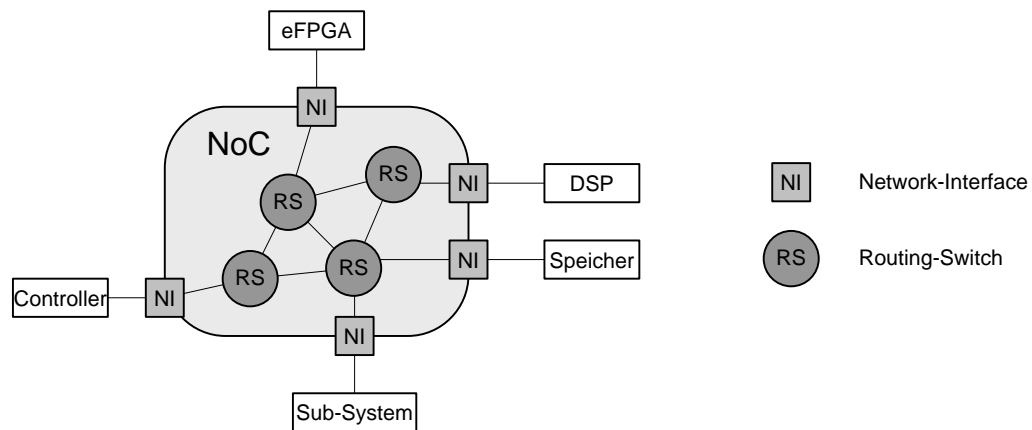 eFPGA
NI
NoC
RS
NI
DSP
NI
Network-Interface
RS
RS
RS
NI
Speicher
RS
Routing-Switch
Controller
NI
NI
Sub-System